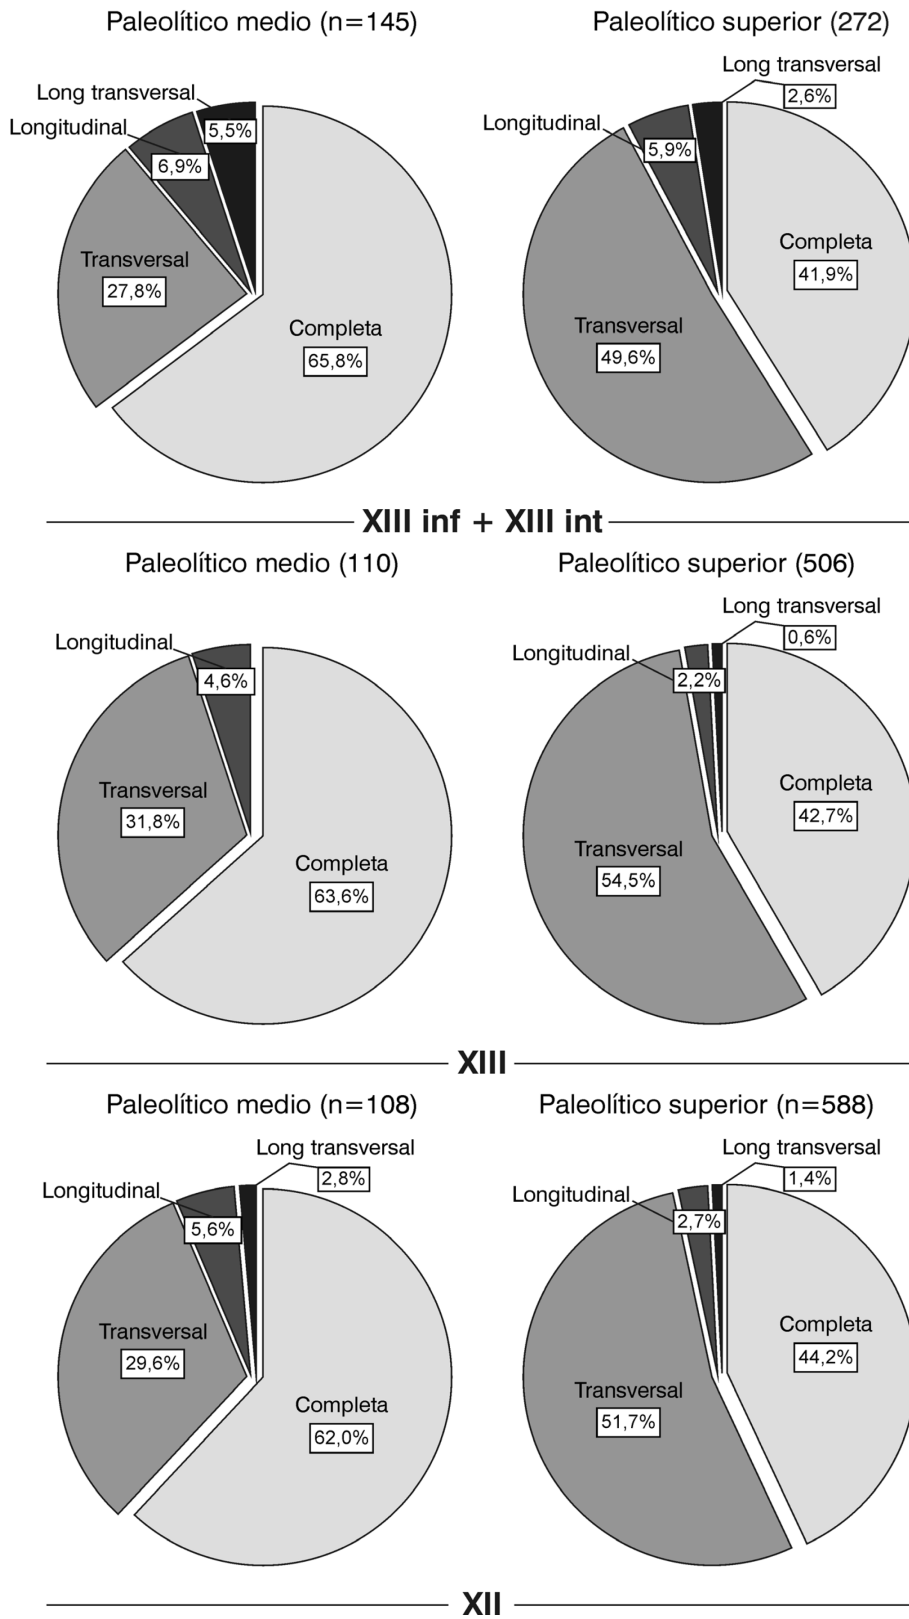 Paleolítico medio (n=145)
Long transversal
5,5%
Longitudinal
6,9%
Transversal
27,8%
Completa
65,8%
Paleolítico superior (272)
Long transversal
2,6%
Longitudinal
5,9%
Completa
41,9%
Transversal
49,6%
XIII inf + XIII int
Paleolítico medio (110)
Longitudinal
4,6%
Transversal
31,8%
Completa
63,6%
Paleolítico superior (506)
Long transversal
0,6%
Longitudinal
2,2%
Completa
42,7%
Transversal
54,5%
XIII
Paleolítico medio (n=108)
Long transversal
2,8%
Longitudinal
5,6%
Transversal
29,6%
Completa
62,0%
Paleolítico superior (n=588)
Long transversal
1,4%
Longitudinal
2,7%
Completa
44,2%
Transversal
51,7%
XII